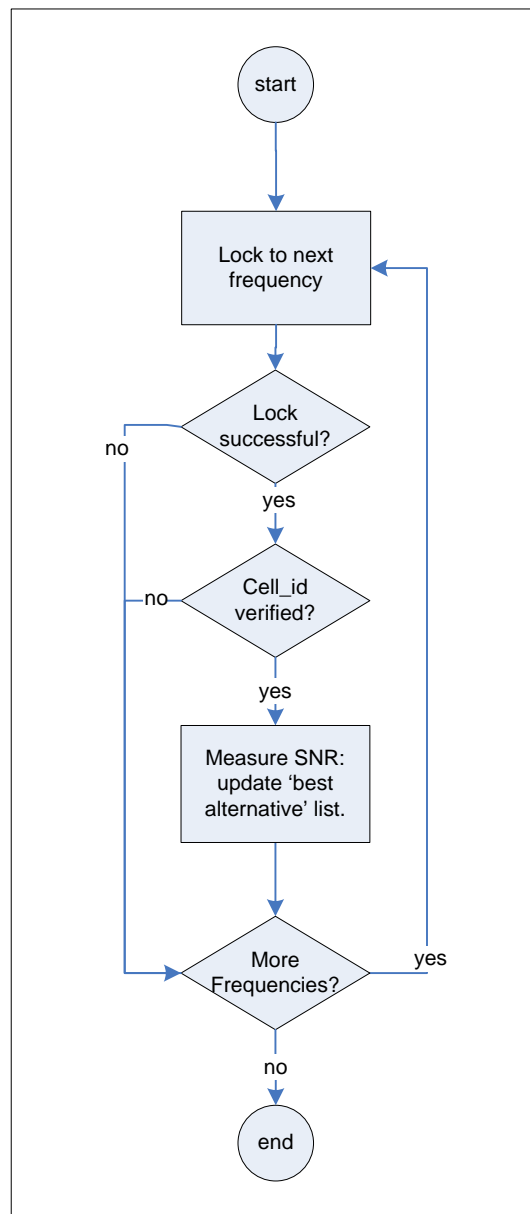 start
Lock to next
frequency
Lock
successful?
no
yes
Cell_id
verified?
no
yes
Measure SNR:
update ‘best
alternative’ list.
More
Frequencies?
yes
no
end